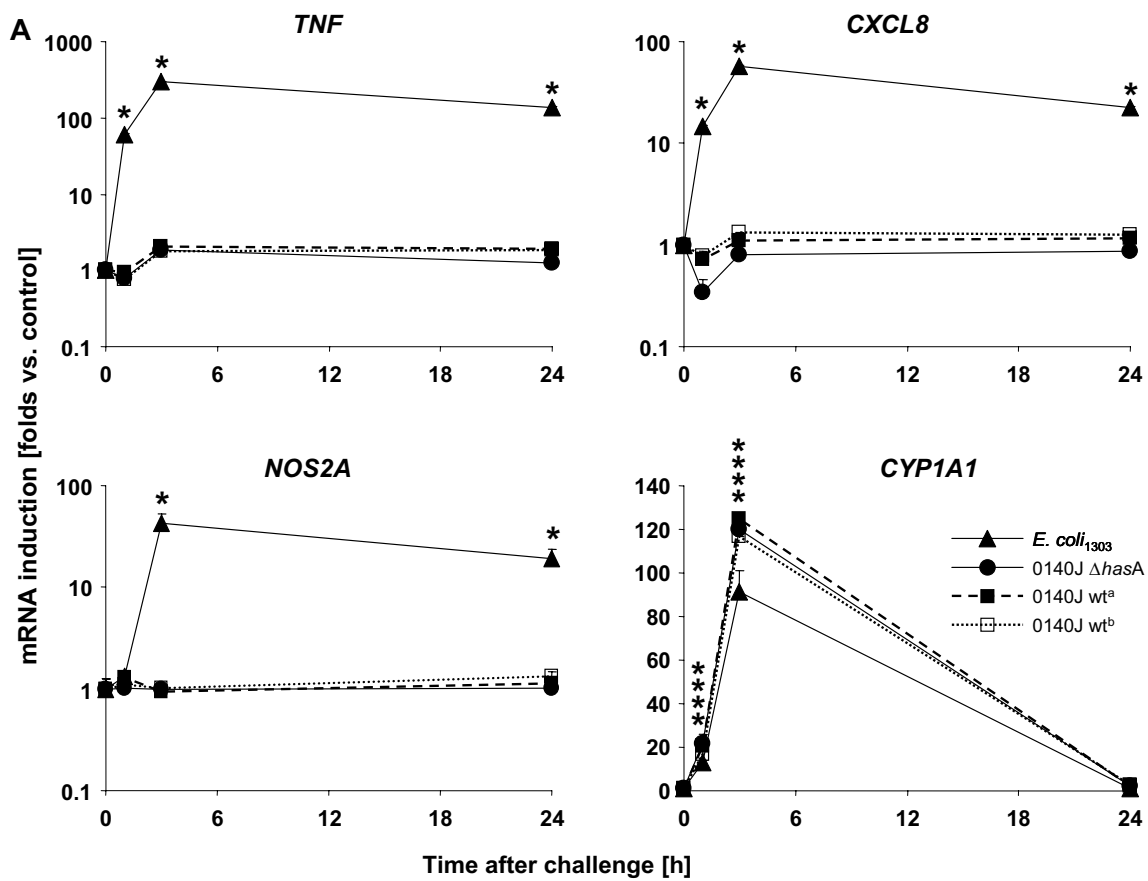 A
TNF
CXCL8
1000
100
10
1
0.1
0 6 12 18 24
100
10
1
0.1
0 6 12 18 24
* * *
* * *
mRNA induction [folds vs. control]
NOS2A
CYP1A1
100
10
1
0.1
0 6 12 18 24
* *
140
120
100
80
60
40
20
0
0 6 12 18 24
****
****
E. coli1303
0140J ΔhasA
0140J wtᵃ
0140J wtᵇ
Time after challenge [h]